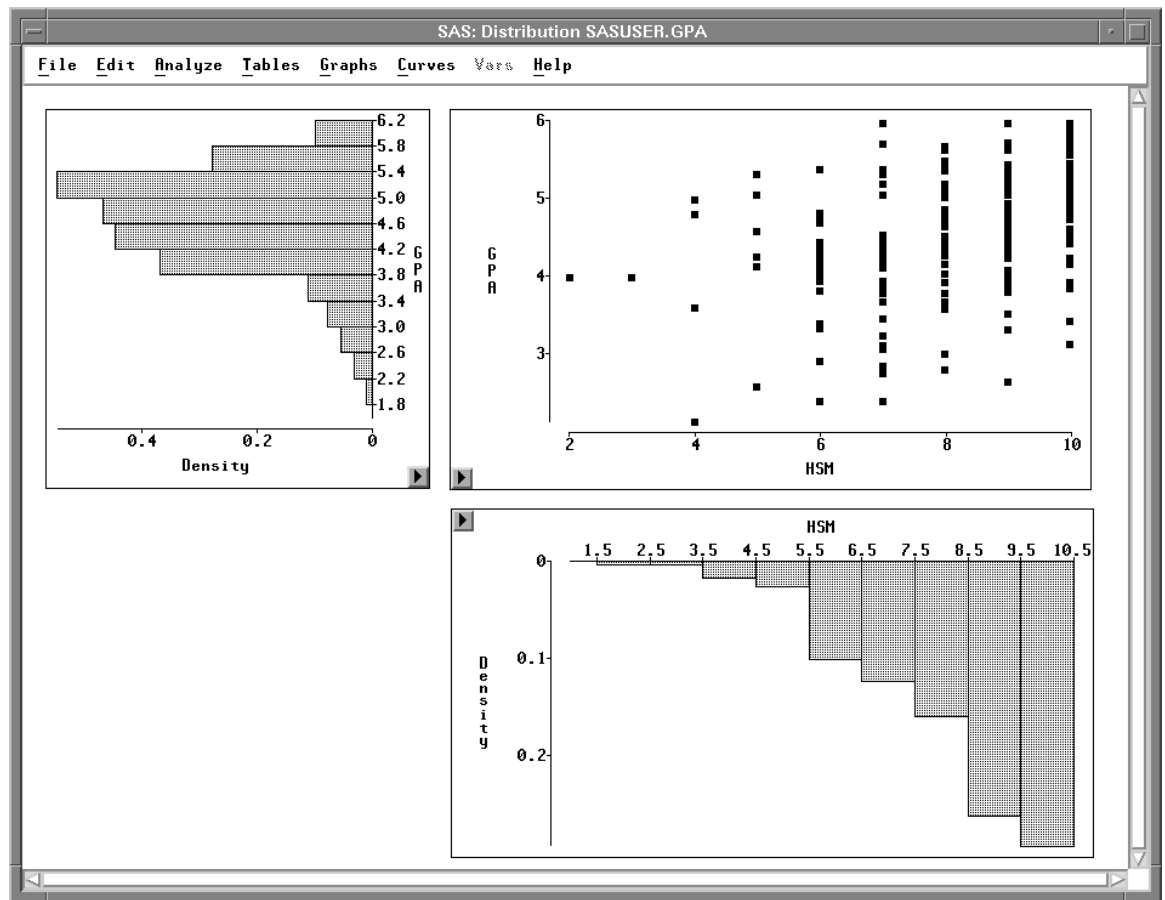 SAS: Distribution SASUSER.GPA
File Edit Analyze Tables Graphs Curves Vars Help
6.2
5.8
5.4
5.0
4.6
4.2
3.8
3.4
3.0
2.6
2.2
1.8
GPA
0.4 0.2 0
Density
6
5
4
3
GPA
2 4 6 8 10
HSM
HSM
1.5 2.5 3.5 4.5 5.5 6.5 7.5 8.5 9.5 10.5
0
0.1
0.2
Density